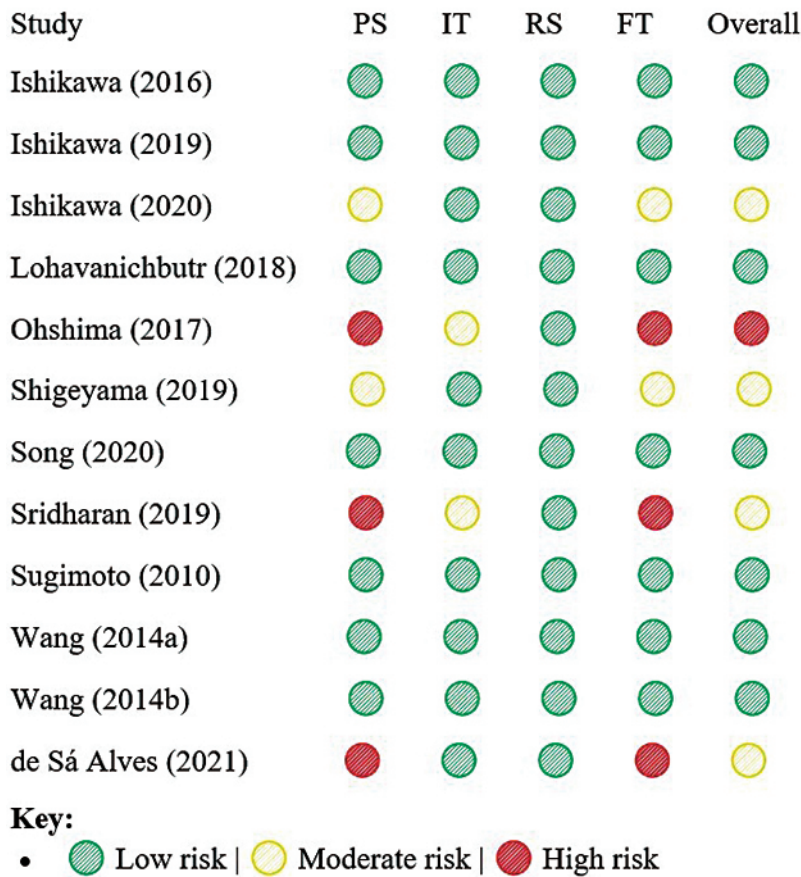 Study PS IT RS FT Overall
Ishikawa (2016)
Ishikawa (2019)
Ishikawa (2020)
Lohavanichbutr (2018)
Ohshima (2017)
Shigeyama (2019)
Song (2020)
Sridharan (2019)
Sugimoto (2010)
Wang (2014a)
Wang (2014b)
de Sá Alves (2021)
Key:
• Low risk | Moderate risk | High risk